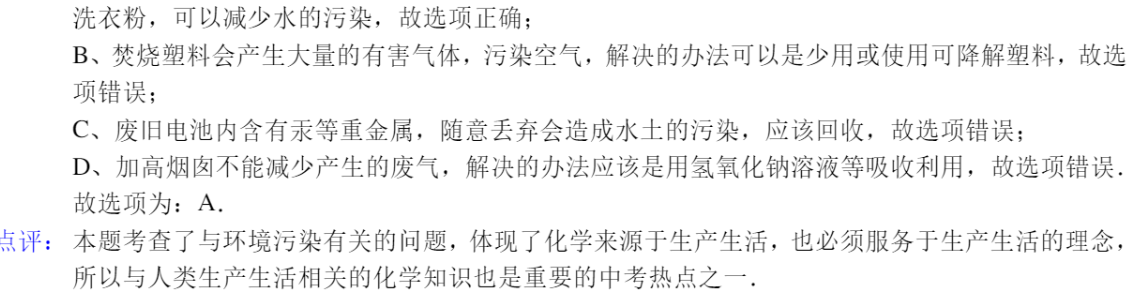 洗衣粉，可以减少水的污染，故选项正确；
B、焚烧塑料会产生大量的有害气体，污染空气，解决的办法可以是少用或使用可降解塑料，故选
项错误；
C、废旧电池内含有汞等重金属，随意丢弃会造成水土的污染，应该回收，故选项错误；
D、加高烟囱不能减少产生的废气，解决的办法应该是用氢氧化钠溶液等吸收利用，故选项错误．
故选项为：A．
点评：本题考查了与环境污染有关的问题，体现了化学来源于生产生活，也必须服务于生产生活的理念，
所以与人类生产生活相关的化学知识也是重要的中考热点之一．